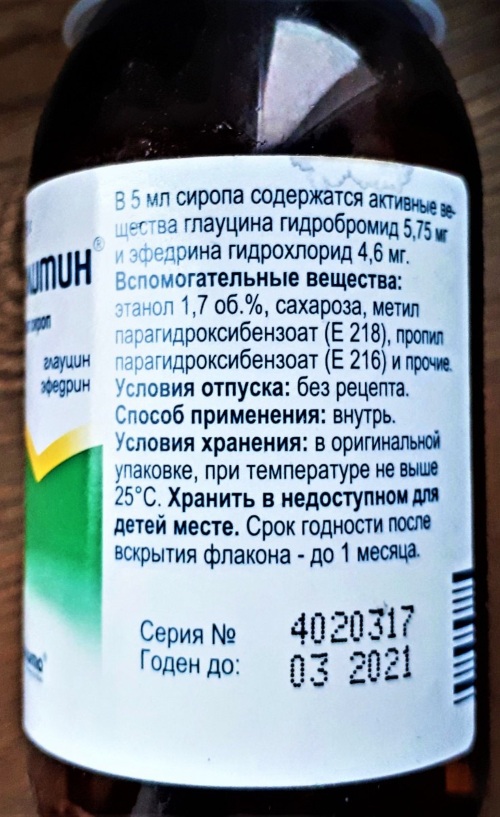 глауцин
эфедрин
В 5 мл сиропа содержатся активные ве-
щества глауцина гидробромид 5,75 мг
и эфедрина гидрохлорид 4,6 мг.
Вспомогательные вещества:
этанол 1,7 об.%, сахароза, метил
парагидроксибензоат (Е 218), пропил
парагидроксибензоат (Е 216) и прочие.
Условия отпуска: без рецепта.
Способ применения: внутрь.
Условия хранения: в оригинальной
упаковке, при температуре не выше
25°С. Хранить в недоступном для
детей месте. Срок годности после
вскрытия флакона - до 1 месяца.
Серия № 4020317
Годен до: 03 2021